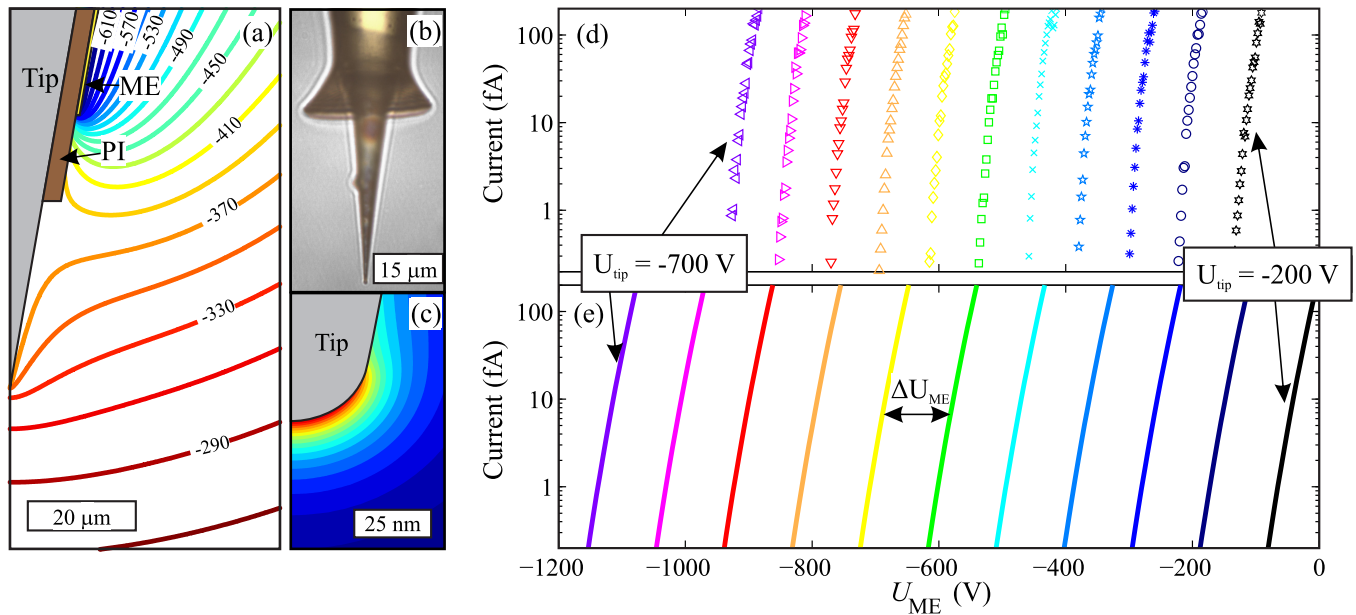 (a)
-610
-570
-530
-490
-450
-410
-370
-330
-290
Tip
ME
PI
20 μm
(b)
15 μm
(c)
Tip
25 nm
(d)
Current (fA)
100
10
1
U_tip = -700 V
U_tip = -200 V
(e)
Current (fA)
100
10
1
ΔU_ME
−1200 −1000 −800 −600 −400 −200 0
U_ME (V)